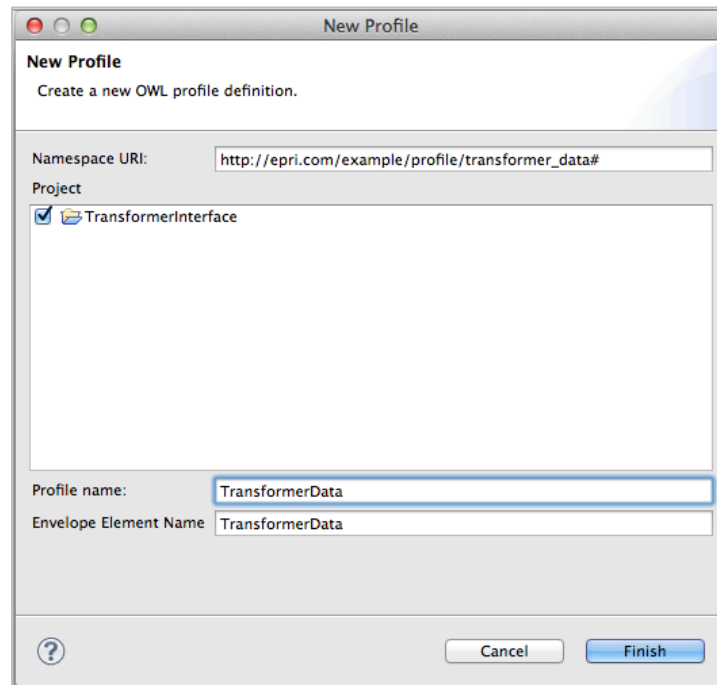 New Profile
New Profile
Create a new OWL profile definition.
Namespace URI: http://epri.com/example/profile/transformer_data#
Project
TransformerInterface
Profile name: TransformerData
Envelope Element Name TransformerData
? Cancel Finish